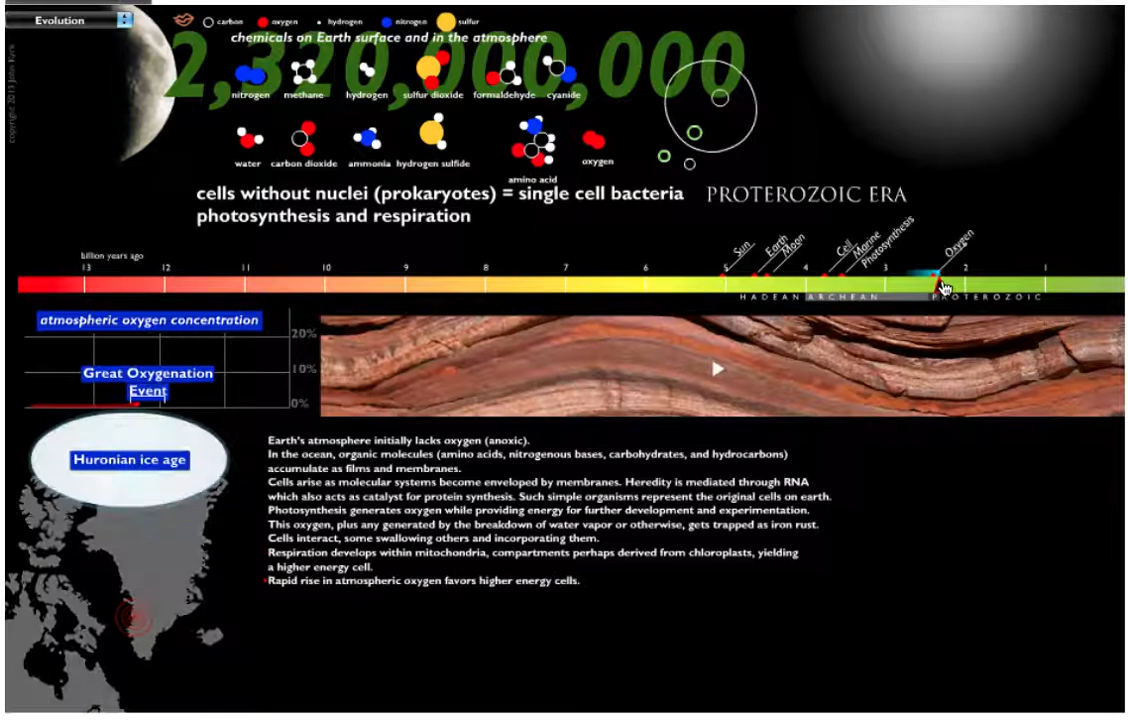 Evolution
carbon oxygen hydrogen nitrogen sulfur
chemicals on Earth surface and in the atmosphere
2,320,000,000
nitrogen methane hydrogen sulfur dioxide formaldehyde cyanide
water carbon dioxide ammonia hydrogen sulfide amino acid oxygen
cells without nuclei (prokaryotes) = single cell bacteria
photosynthesis and respiration
PROTEROZOIC ERA
copyright 2013 John Kyrk
Sun Earth Moon Cell Marine Photosynthesis Oxygen
billion years ago
13 12 11 10 9 8 7 6 5 4 3 2 1
HADEAN ARCHEAN PROTEROZOIC
atmospheric oxygen concentration
20%
Great Oxygenation
Event
10%
0%
Huronian ice age
Earth's atmosphere initially lacks oxygen (anoxic).
In the ocean, organic molecules (amino acids, nitrogenous bases, carbohydrates, and hydrocarbons)
accumulate as films and membranes.
Cells arise as molecular systems become enveloped by membranes. Heredity is mediated through RNA
which also acts as catalyst for protein synthesis. Such simple organisms represent the original cells on earth.
Photosynthesis generates oxygen while providing energy for further development and experimentation.
This oxygen, plus any generated by the breakdown of water vapor or otherwise, gets trapped as iron rust.
Cells interact, some swallowing others and incorporating them.
Respiration develops within mitochondria, compartments perhaps derived from chloroplasts, yielding
a higher energy cell.
Rapid rise in atmospheric oxygen favors higher energy cells.